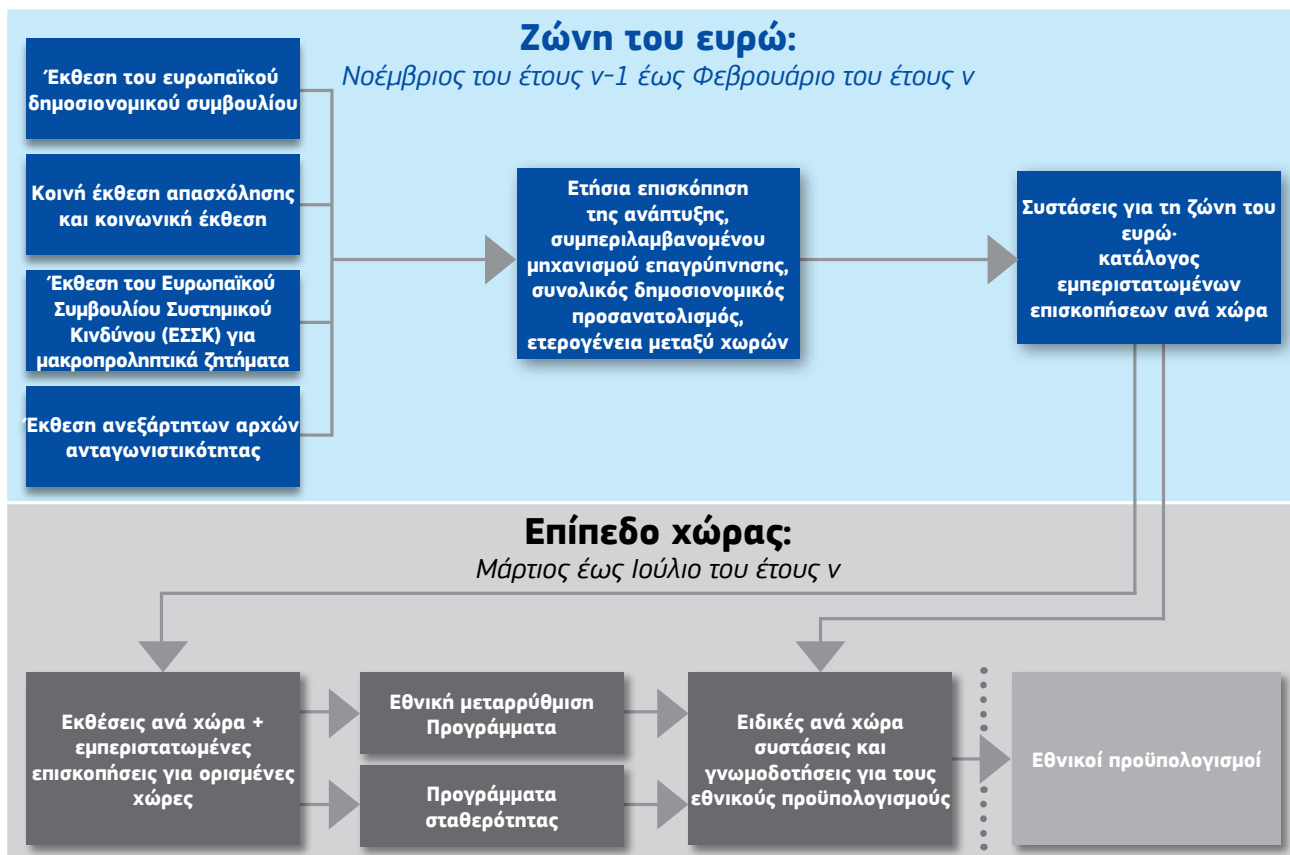 Ζώνη του ευρώ:
Νοέμβριος του έτους ν-1 έως Φεβρουάριο του έτους ν
Έκθεση του ευρωπαϊκού
δημοσιονομικού συμβουλίου
Κοινή έκθεση απασχόλησης
και κοινωνική έκθεση
Έκθεση του Ευρωπαϊκού
Συμβουλίου Συστημικού
Κινδύνου (ΕΣΣΚ) για
μακροπροληπτικά ζητήματα
Έκθεση ανεξάρτητων αρχών
ανταγωνιστικότητας
Ετήσια επισκόπηση
της ανάπτυξης,
συμπεριλαμβανομένου
μηχανισμού επαγρύπνησης,
συνολικός δημοσιονομικός
προσανατολισμός,
ετερογένεια μεταξύ χωρών
Συστάσεις για τη ζώνη του
ευρώ·
κατάλογος
εμπεριστατωμένων
επισκοπήσεων ανά χώρα
Επίπεδο χώρας:
Μάρτιος έως Ιούλιο του έτους ν
Εκθέσεις ανά χώρα +
εμπεριστατωμένες
επισκοπήσεις για ορισμένες
χώρες
Εθνική μεταρρύθμιση
Προγράμματα
Προγράμματα
σταθερότητας
Ειδικές ανά χώρα
συστάσεις και
γνωμοδοτήσεις για τους
εθνικούς προϋπολογισμούς
Εθνικοί προϋπολογισμοί